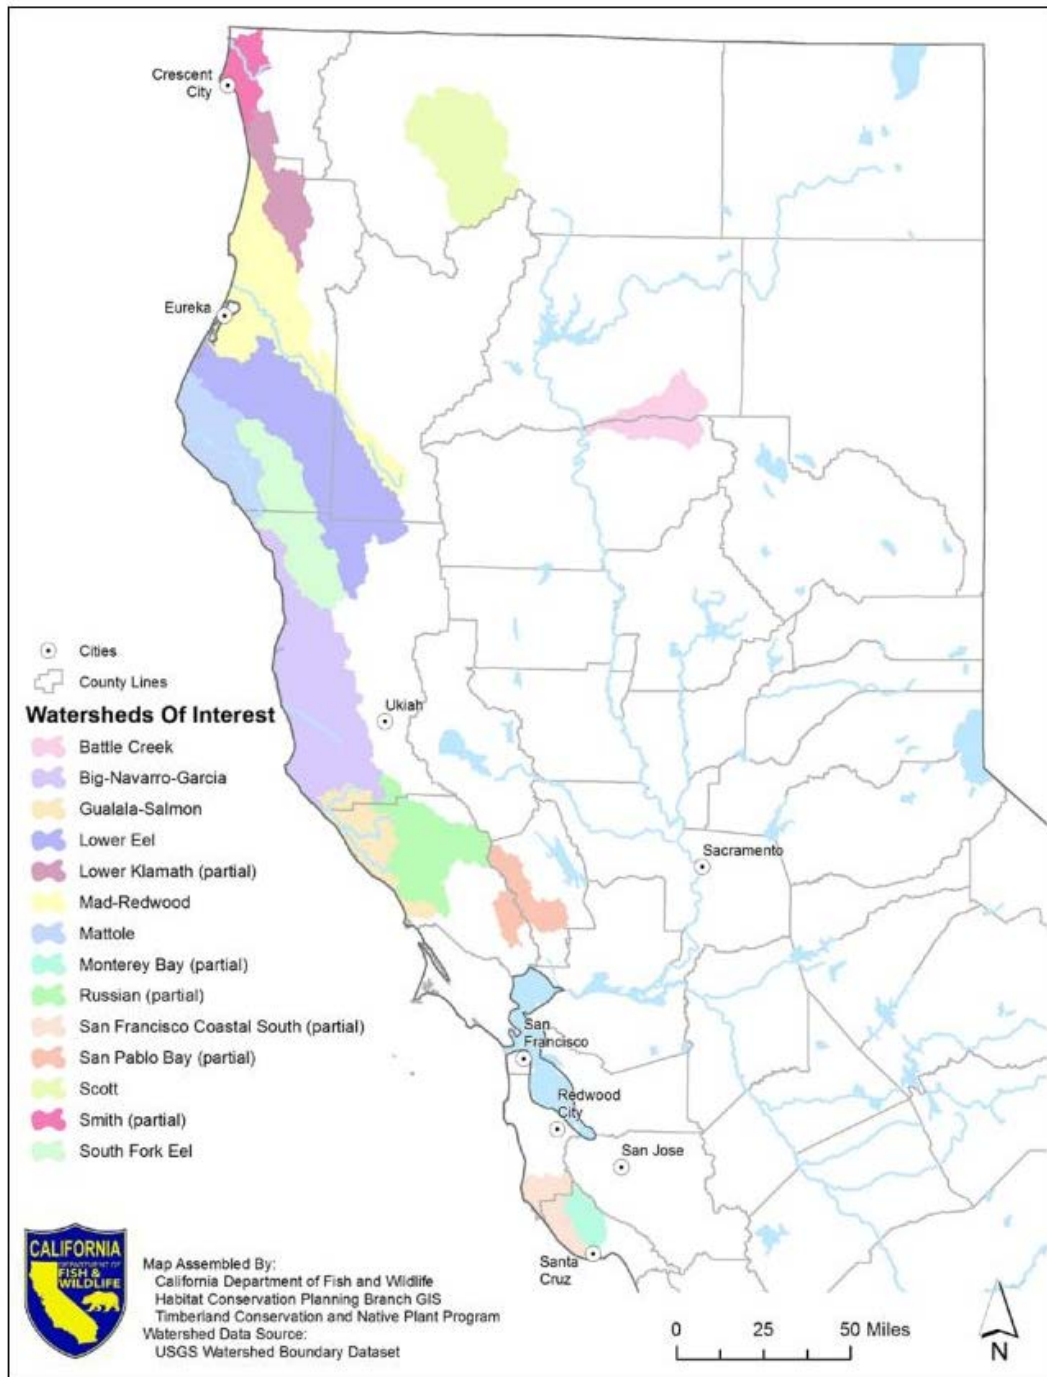 Crescent
City
Eureka
Cities
County Lines
Ukiah
Watersheds Of Interest
Battle Creek
Big-Navarro-Garcia
Gualala-Salmon
Lower Eel
Sacramento
Lower Klamath (partial)
Mad-Redwood
Mattole
Monterey Bay (partial)
Russian (partial)
San Francisco Coastal South (partial)
San
Francisco
San Pablo Bay (partial)
Scott
Redwood
City
Smith (partial)
South Fork Eel
San Jose
Santa
Cruz
CALIFORNIA
DEPARTMENT OF
FISH &
WILDLIFE
Map Assembled By:
California Department of Fish and Wildlife
Habitat Conservation Planning Branch GIS
Timberland Conservation and Native Plant Program
Watershed Data Source:
USGS Watershed Boundary Dataset
0 25 50 Miles
N